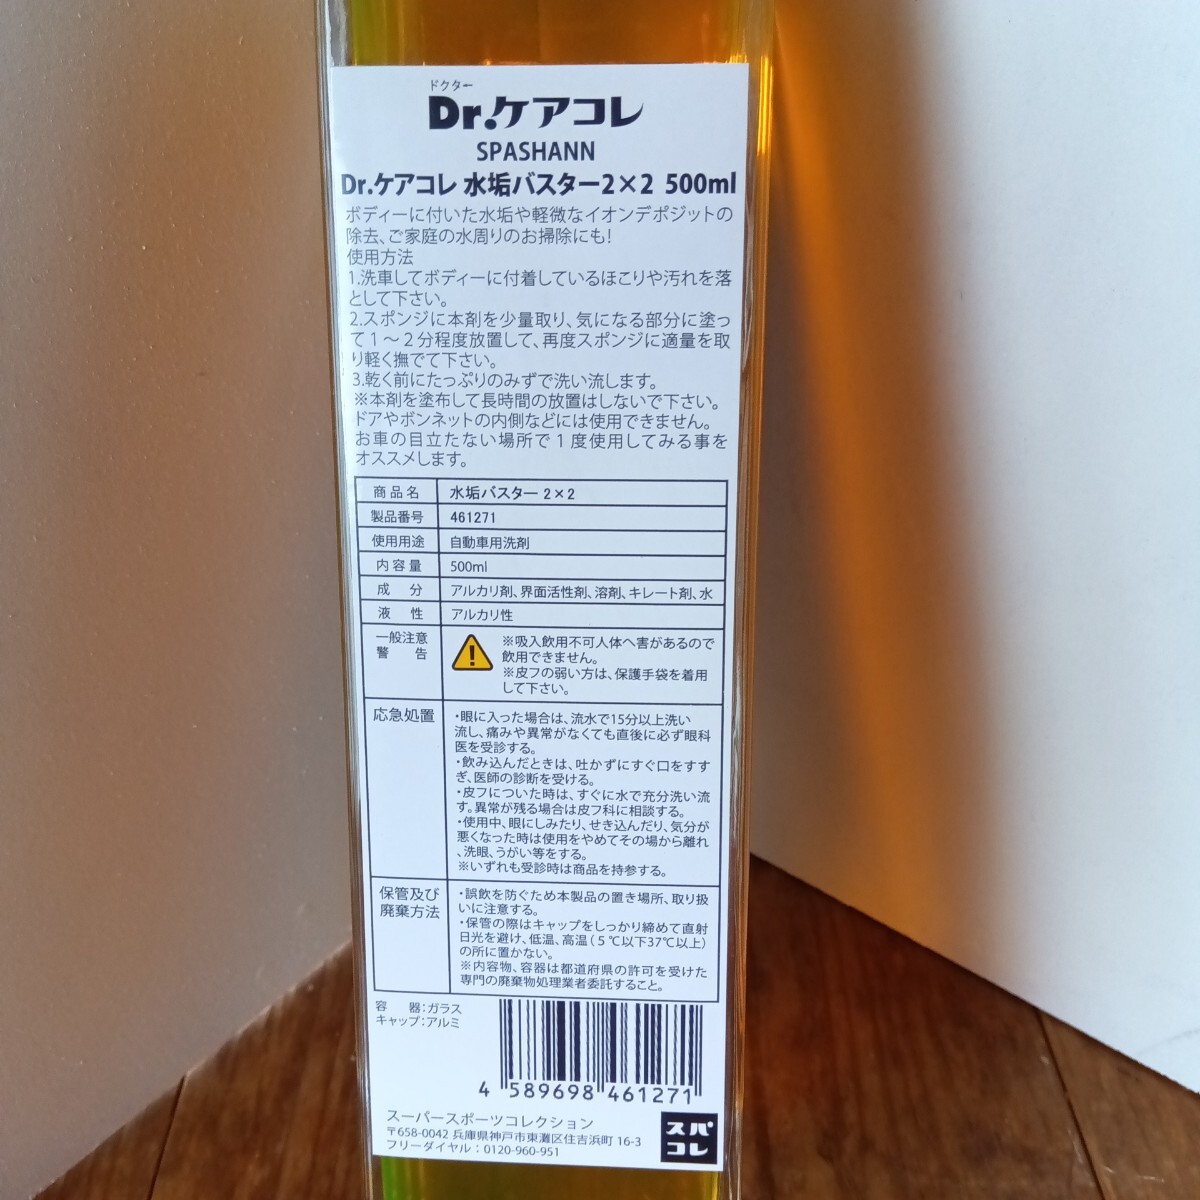 ドクター
Dr.ケアコレ
SPASHANN
Dr.ケアコレ 水垢バスター2×2 500ml
ボディーに付いた水垢や軽微なイオンデポジットの
除去、ご家庭の水周りのお掃除にも!
使用方法
1.洗車してボディーに付着しているほこりや汚れを落
として下さい。
2.スポンジに本剤を少量取り、気になる部分に塗っ
て1～2分程度放置して、再度スポンジに適量を取
り軽く撫でて下さい。
3.乾く前にたっぷりのみずで洗い流します。
※本剤を塗布して長時間の放置はしないで下さい。
ドアやボンネットの内側などには使用できません。
お車の目立たない場所で1度使用してみる事を
オススメします。
商品名 水垢バスター 2×2
製品番号 461271
使用用途 自動車用洗剤
内容量 500ml
成 分 アルカリ剤、界面活性剤、溶剤、キレート剤、水
液 性 アルカリ性
一般注意
警 告
※吸入飲用不可人体へ害があるので
飲用できません。
※皮フの弱い方は、保護手袋を着用
して下さい。
応急処置
・眼に入った場合は、流水で15分以上洗い
流し、痛みや異常がなくても直後に必ず眼科
医を受診する。
・飲み込んだときは、吐かずにすぐ口をすす
ぎ、医師の診断を受ける。
・皮フについた時は、すぐに水で充分洗い流
す。異常が残る場合は皮フ科に相談する。
・使用中、眼にしみたり、せき込んだり、気分が
悪くなった時は使用をやめてその場から離れ
、洗眼、うがい等をする。
※いずれも受診時は商品を持参する。
保管及び
廃棄方法
・誤飲を防ぐため本製品の置き場所、取り扱
いに注意する。
・保管の際はキャップをしっかり締めて直射
日光を避け、低温、高温(5℃以下37℃以上)
の所に置かない。
※内容物、容器は都道府県の許可を受けた
専門の廃棄物処理業者委託すること。
容 器:ガラス
キャップ:アルミ
4 589698 461271
スーパースポーツコレクション
〒658-0042 兵庫県神戸市東灘区住吉浜町 16-3
フリーダイヤル:0120-960-951
スパ
コレ